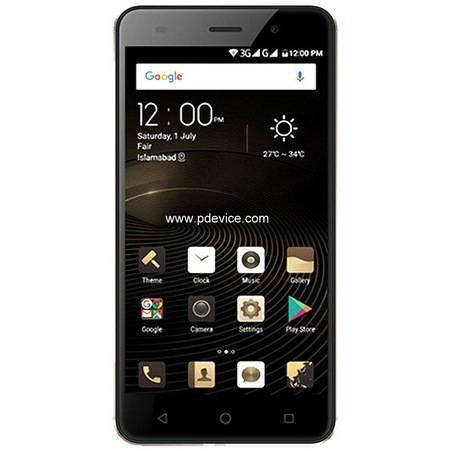 3G G 12:00 PM
Google
12:00 PM
Saturday, 1 July
Fair
Islamabad
27°C ~ 34°C
www.pdevice.com
Theme Clock Music Gallery
Google Camera Settings Play Store